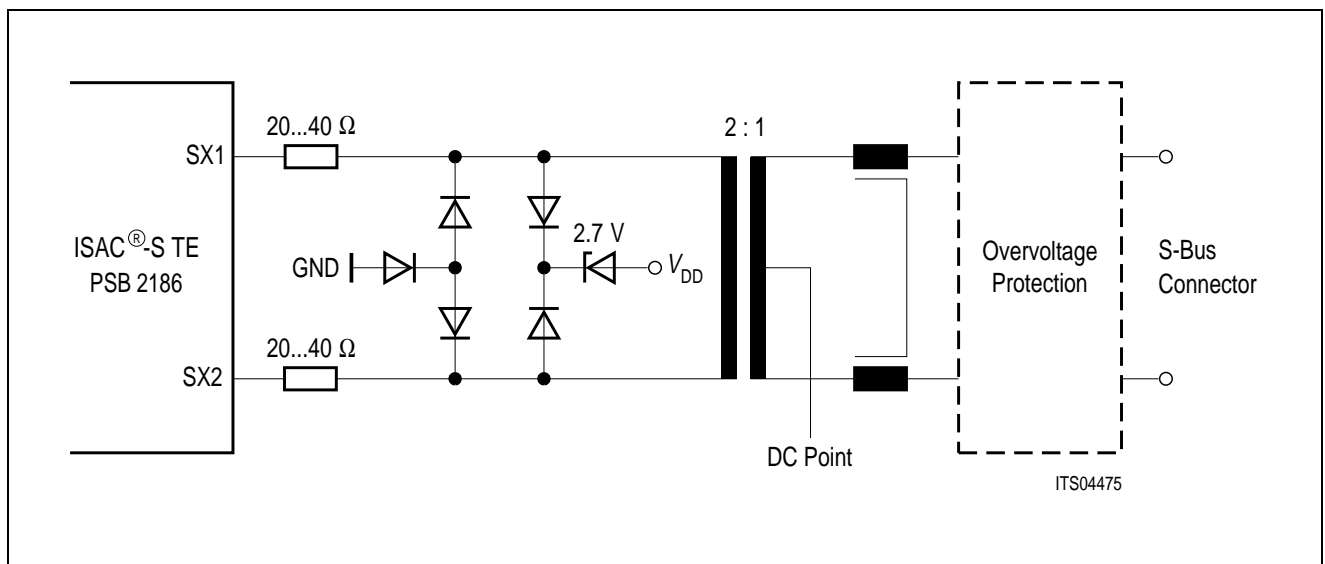 20...40 Ω
2 : 1
SX1
ISAC®-S TE
PSB 2186
GND
2.7 V
VDD
Overvoltage
Protection
S-Bus
Connector
20...40 Ω
SX2
DC Point
ITS04475